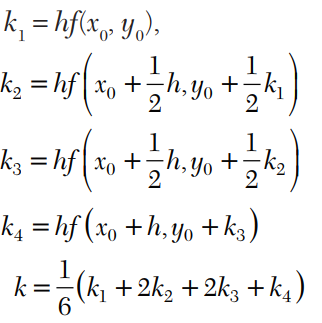 k₁ = hf(x₀, y₀),
k₂ = hf(x₀ + 1/2 h, y₀ + 1/2 k₁)
k₃ = hf(x₀ + 1/2 h, y₀ + 1/2 k₂)
k₄ = hf(x₀ + h, y₀ + k₃)
k = 1/6 (k₁ + 2k₂ + 2k₃ + k₄)